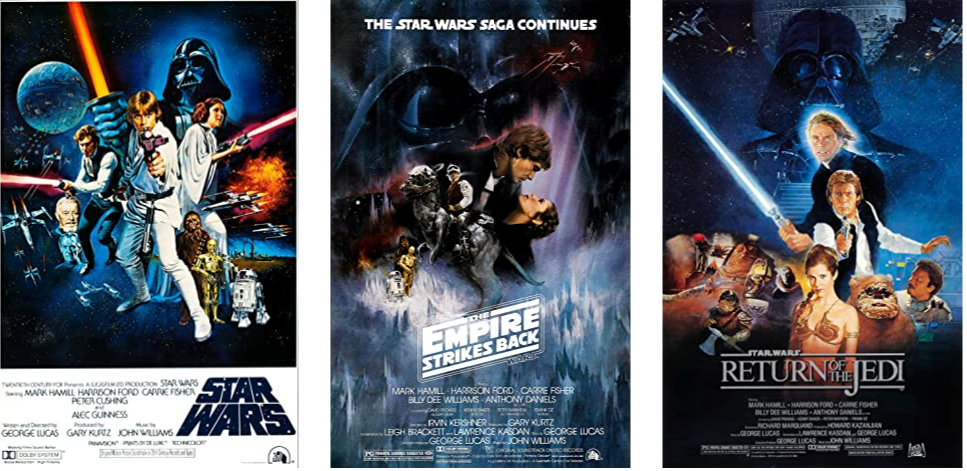 TWENTIETH CENTURY-FOX Presents A LUCASFILM LTD. PRODUCTION STAR WARS
Starring MARK HAMILL HARRISON FORD CARRIE FISHER
PETER CUSHING
and
ALEC GUINNESS
Written and Directed by
GEORGE LUCAS
Produced by
GARY KURTZ
Music by
JOHN WILLIAMS
PANAVISION PRINTS BY DE LUXE TECHNICOLOR
DOLBY SYSTEM
STAR
WARS
THE STAR WARS SAGA CONTINUES
THE
EMPIRE
STRIKES BACK
MARK HAMILL HARRISON FORD CARRIE FISHER
BILLY DEE WILLIAMS ANTHONY DANIELS
IRVIN KERSHNER GARY KURTZ
LEIGH BRACKETT LAWRENCE KASDAN GEORGE LUCAS
GEORGE LUCAS JOHN WILLIAMS
PG
STAR WARS
RETURN OF THE JEDI
MARK HAMILL • HARRISON FORD • CARRIE FISHER
BILLY DEE WILLIAMS • ANTHONY DANIELS
RICHARD MARQUAND HOWARD KAZANJIAN
GEORGE LUCAS LAWRENCE KASDAN GEORGE LUCAS
GEORGE LUCAS JOHN WILLIAMS